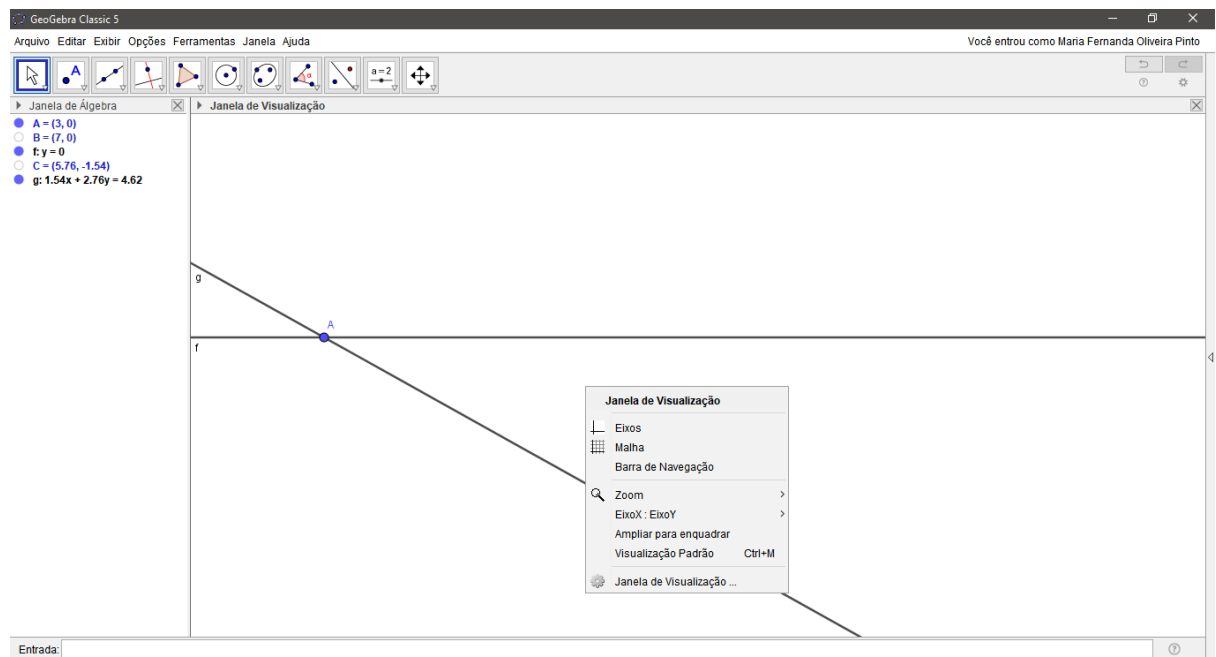 GeoGebra Classic 5
Arquivo Editar Exibir Opções Ferramentas Janela Ajuda
Você entrou como Maria Fernanda Oliveira Pinto
A
α
a=2
Janela de Álgebra
Janela de Visualização
A = (3, 0)
B = (7, 0)
f: y = 0
C = (5.76, -1.54)
g: 1.54x + 2.76y = 4.62
g
A
f
Janela de Visualização
Eixos
Malha
Barra de Navegação
Zoom
EixoX : EixoY
Ampliar para enquadrar
Visualização Padrão Ctrl+M
Janela de Visualização ...
Entrada: